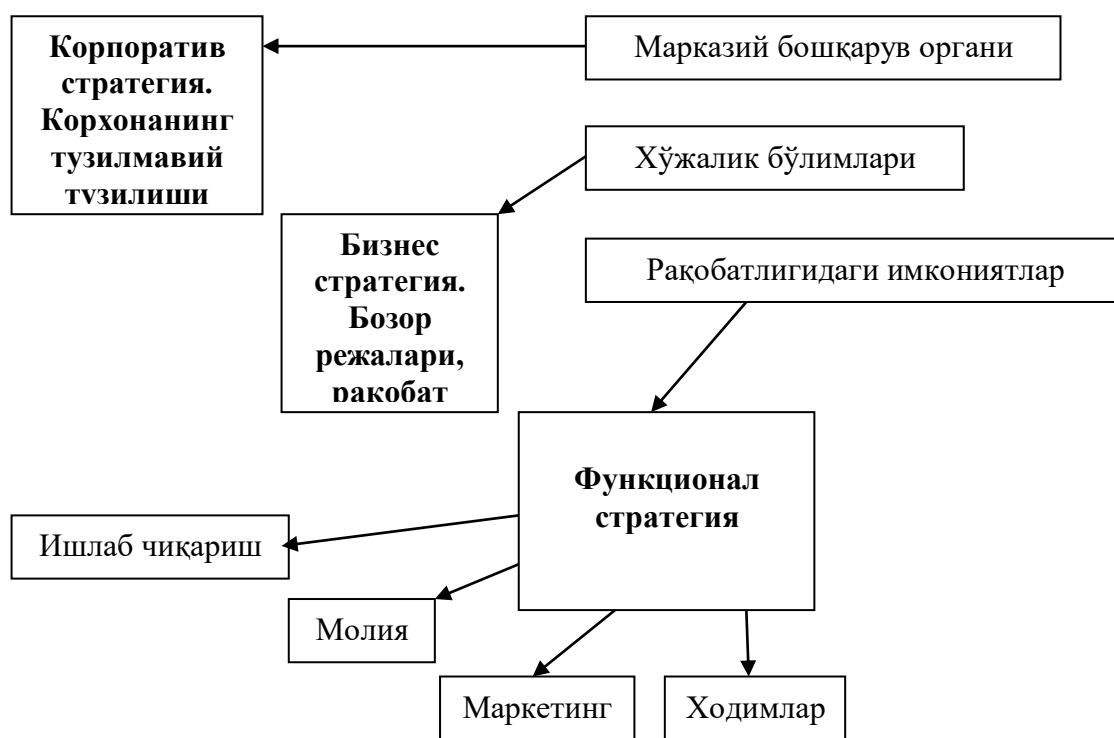 Корпоратив
стратегия.
Корхонанинг
тузилмавий
тузилиши
Марказий бошқарув органи
Хўжалик бўлимлари
Бизнес
стратегия.
Бозор
режалари,
рақобат
Рақобатлигидаги имкониятлар
Функционал
стратегия
Ишлаб чиқариш
Молия
Маркетинг
Ходимлар